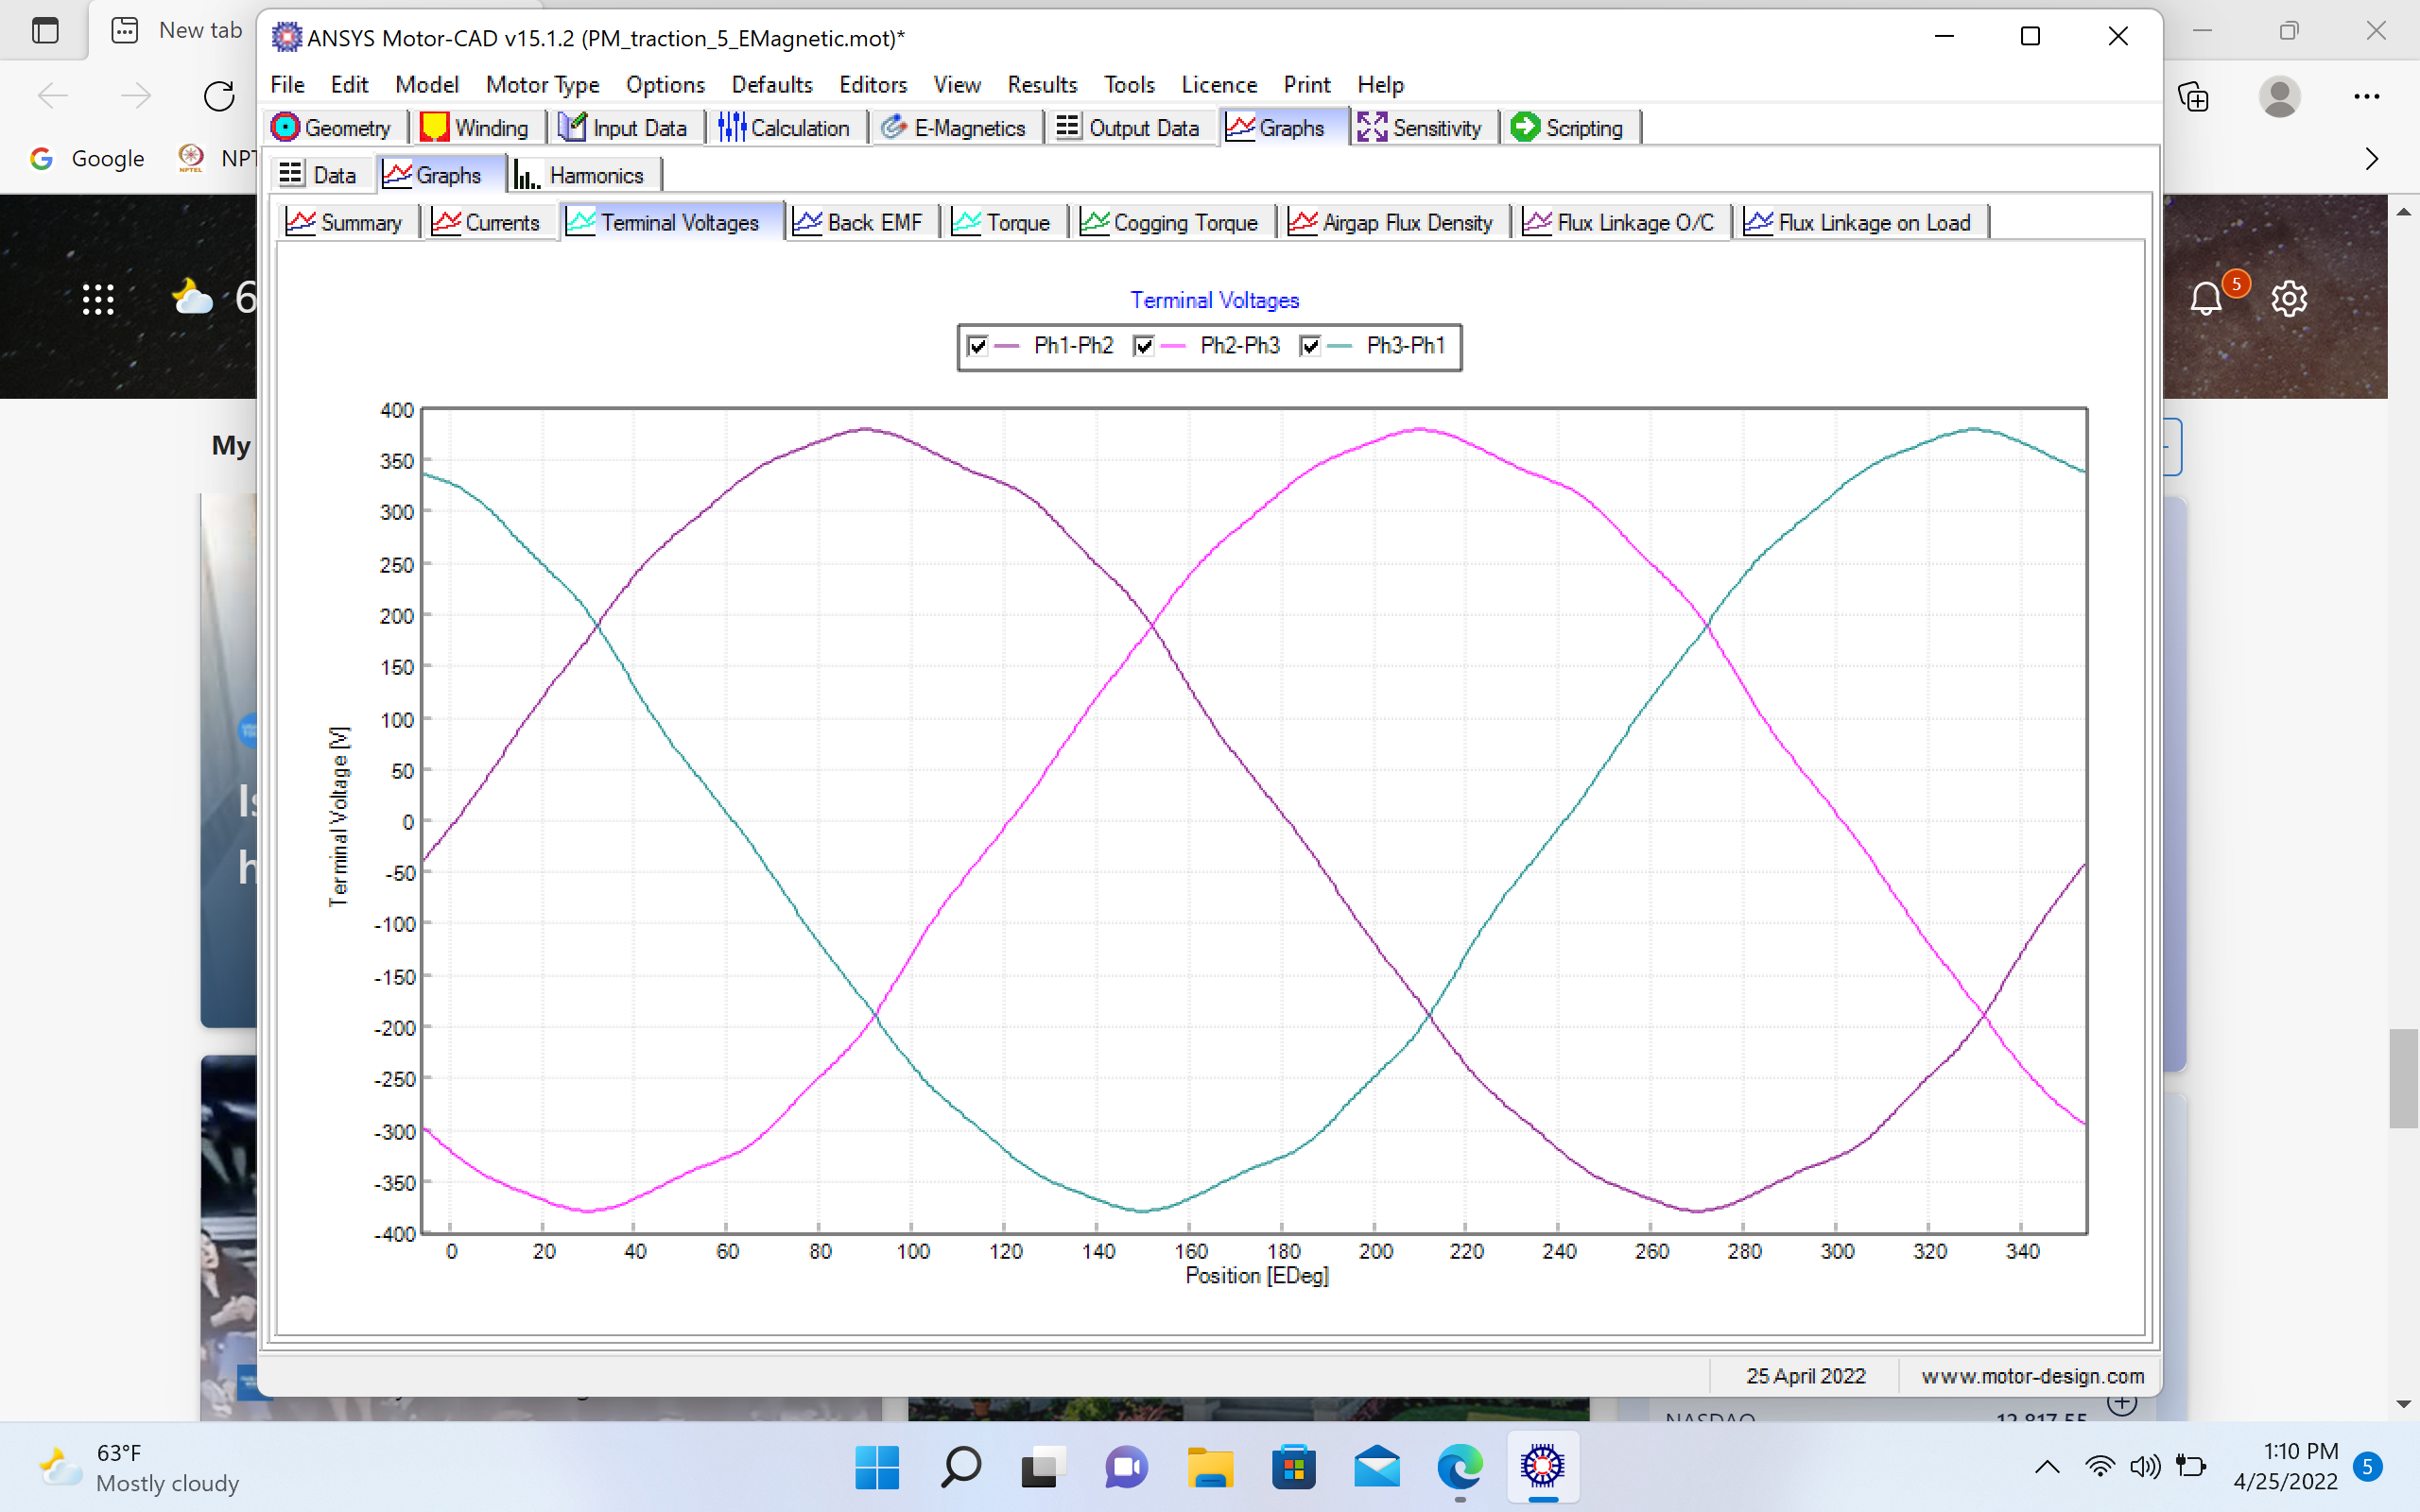 New tab
ANSYS Motor-CAD v15.1.2 (PM_traction_5_EMagnetic.mot)*
File Edit Model Motor Type Options Defaults Editors View Results Tools Licence Print Help
Geometry Winding Input Data Calculation E-Magnetics Output Data Graphs Sensitivity Scripting
Google NPT
Data Graphs Harmonics
Summary Currents Terminal Voltages Back EMF Torque Cogging Torque Airgap Flux Density Flux Linkage O/C Flux Linkage on Load
6
5
Terminal Voltages
Ph1-Ph2 Ph2-Ph3 Ph3-Ph1
My
400
350
300
250
200
150
100
50
0
-50
-100
-150
-200
-250
-300
-350
-400
Terminal Voltage [V]
0 20 40 60 80 100 120 140 160 180 200 220 240 260 280 300 320 340
Position [EDeg]
25 April 2022 www.motor-design.com
63°F
Mostly cloudy
1:10 PM
4/25/2022
5